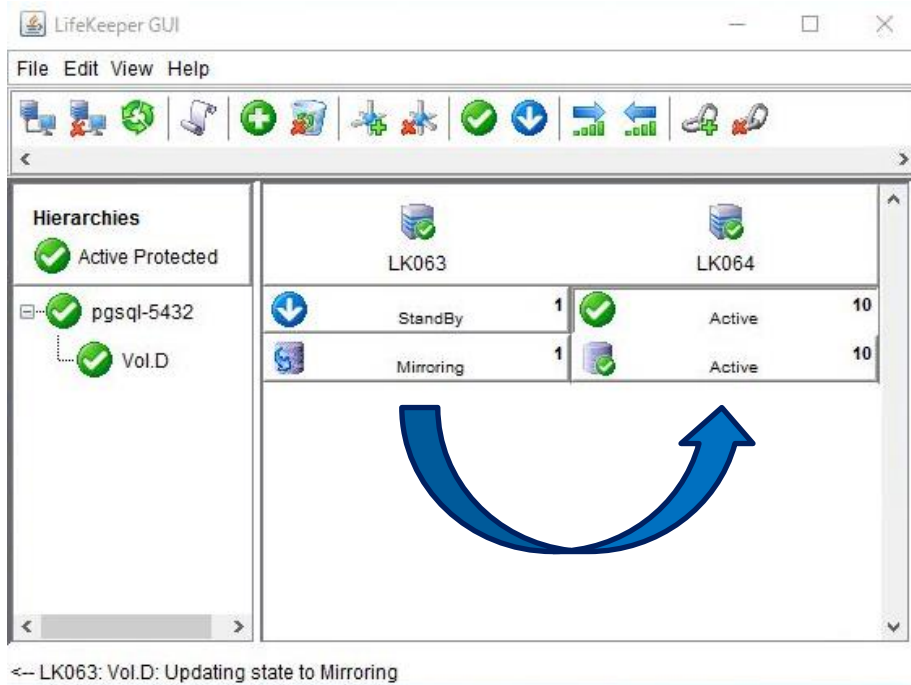 LifeKeeper GUI
File Edit View Help
Hierarchies
Active Protected
LK063
LK064
pgsql-5432
StandBy 1
Active 10
Vol.D
Mirroring 1
Active 10
<-- LK063: Vol.D: Updating state to Mirroring